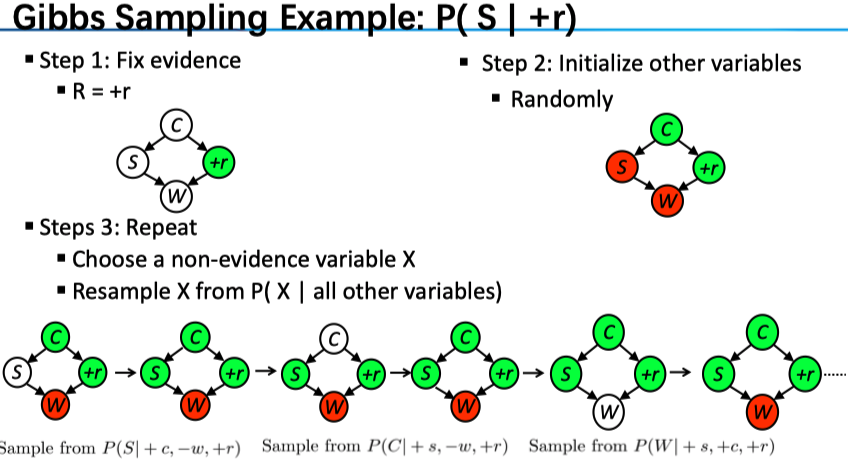 Gibbs Sampling Example: P( S | +r)
▪ Step 1: Fix evidence
▪ R = +r
C
S
+r
W
▪ Step 2: Initialize other variables
▪ Randomly
C
S
+r
W
▪ Steps 3: Repeat
▪ Choose a non-evidence variable X
▪ Resample X from P( X | all other variables)
C C C C C C
S +r S +r S +r S +r S +r S +r ......
W W W W W W
Sample from P(S| + c, −w, +r) Sample from P(C| + s, −w, +r) Sample from P(W| + s, +c, +r)